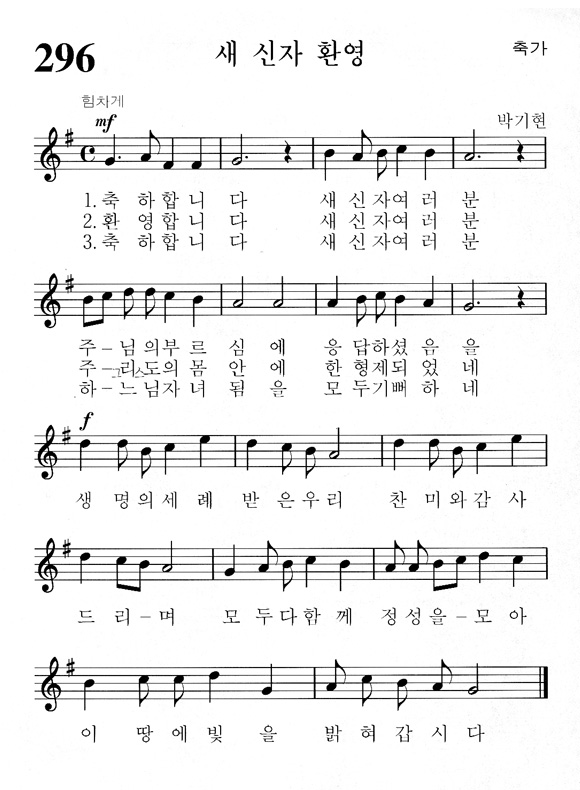 296
새 신자 환영
축가
힘차게
mf
박기현
1.축 하합니 다 새 신 자여 러 분
2.환 영합니 다 새 신 자여 러 분
3.축 하합니 다 새 신 자여 러 분
주-님의부르 심 에 응 답하셨 음 을
주-그리스도의 몸 안 에 한 형제되 었 네
하-느님자녀 됨 을 모 두기뻐 하 네
f
생 명의세 례 받 은우리 찬 미와감 사
드 리-며 모 두다함 께 정성을-모 아
이 땅에빛 을 밝 혀갑시 다